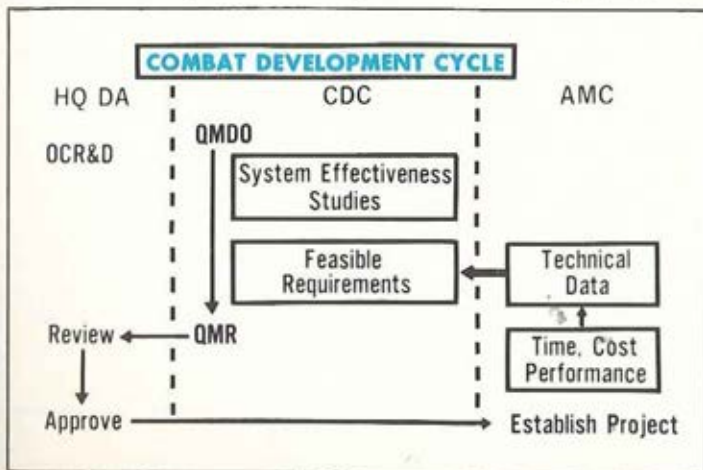 COMBAT DEVELOPMENT CYCLE
HQ DA
CDC
AMC
OCR&D
QMDO
System Effectiveness
Studies
Feasible
Requirements
Technical
Data
Review
QMR
Time, Cost
Performance
Approve
Establish Project